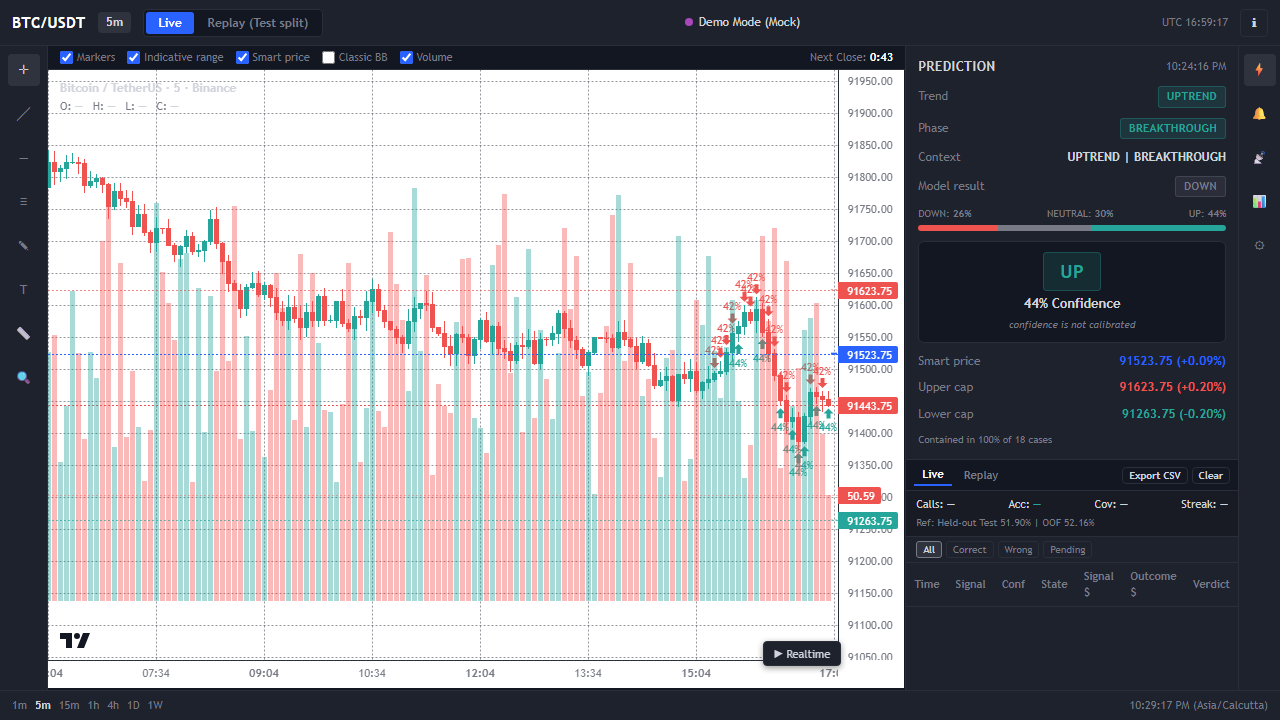 BTC/USDT 5m Live Replay (Test split) Demo Mode (Mock) UTC 16:59:17
Markers Indicative range Smart price Classic BB Volume Next Close: 0:43
Bitcoin / TetherUS · 5 · Binance
O: — H: — L: — C: —
91950.00
91900.00
91850.00
91800.00
91750.00
91700.00
91650.00
91623.75
91600.00
91550.00
91523.75
91500.00
91443.75
91400.00
91350.00
50.59
91263.75
91200.00
91150.00
91100.00
91050.00
:04 07:34 09:04 10:34 12:04 13:34 15:04
Realtime
PREDICTION 10:24:16 PM
Trend UPTREND
Phase BREAKTHROUGH
Context UPTREND | BREAKTHROUGH
Model result DOWN
DOWN: 26% NEUTRAL: 30% UP: 44%
UP
44% Confidence
confidence is not calibrated
Smart price 91523.75 (+0.09%)
Upper cap 91623.75 (+0.20%)
Lower cap 91263.75 (-0.20%)
Contained in 100% of 18 cases
Live Replay Export CSV Clear
Calls: — Acc: — Cov: — Streak: —
Ref: Held-out Test 51.90% | OOF 52.16%
All Correct Wrong Pending
Time Signal Conf State Signal $ Outcome $ Verdict
1m 5m 15m 1h 4h 1D 1W 10:29:17 PM (Asia/Calcutta)